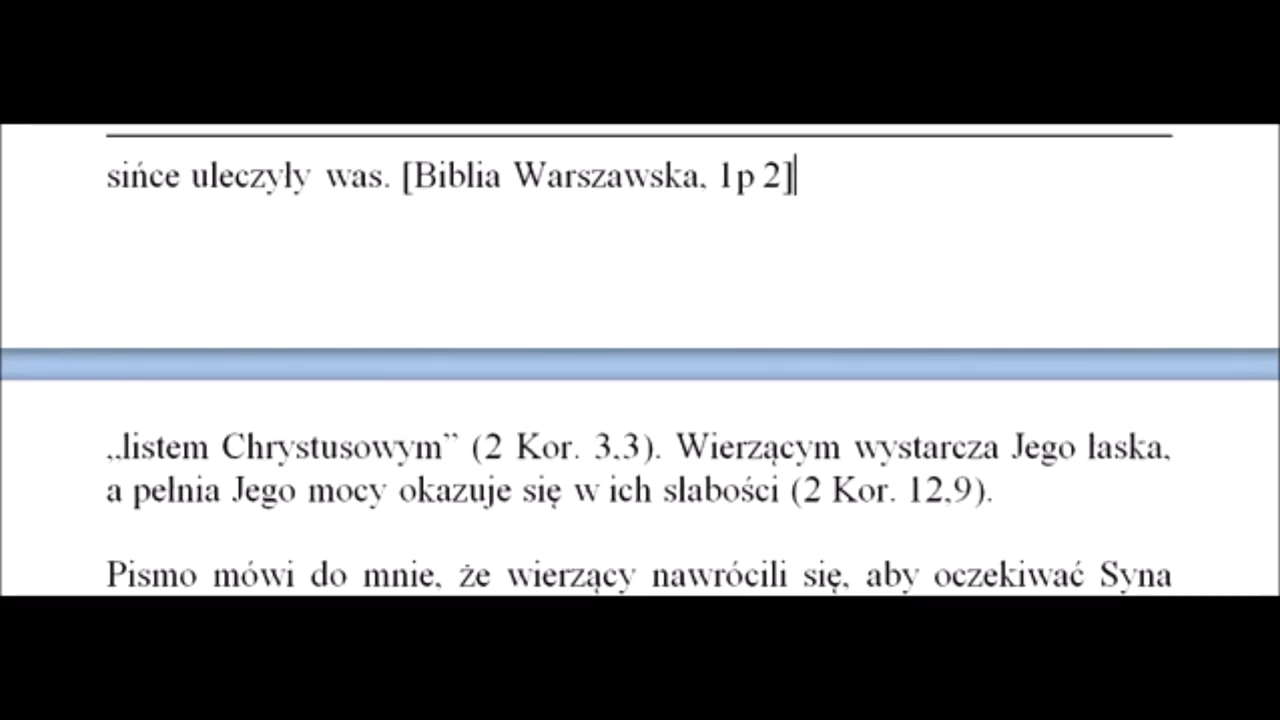 sińce uleczyły was. [Biblia Warszawska, 1p 2]
„listem Chrystusowym” (2 Kor. 3,3). Wierzącym wystarcza Jego łaska,
a pełnia Jego mocy okazuje się w ich słabości (2 Kor. 12,9).
Pismo mówi do mnie, że wierzący nawrócili się, aby oczekiwać Syna